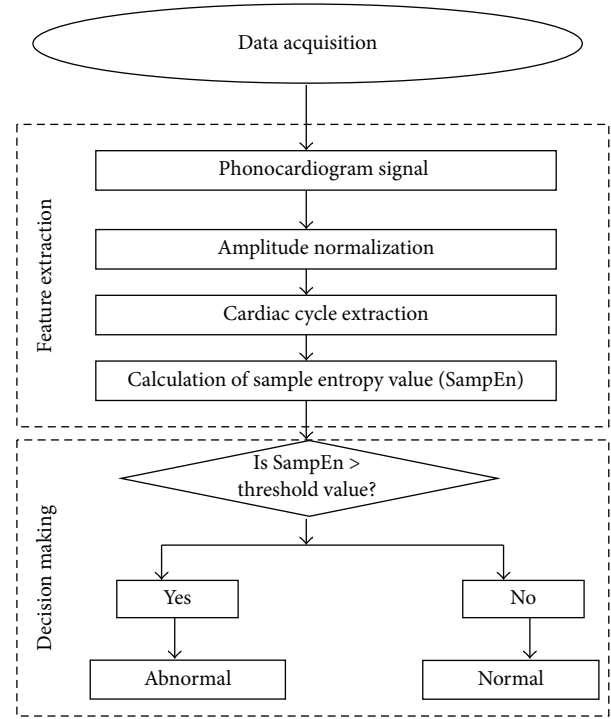 Data acquisition
Feature extraction
Phonocardiogram signal
Amplitude normalization
Cardiac cycle extraction
Calculation of sample entropy value (SampEn)
Decision making
Is SampEn >
threshold value?
Yes
No
Abnormal
Normal